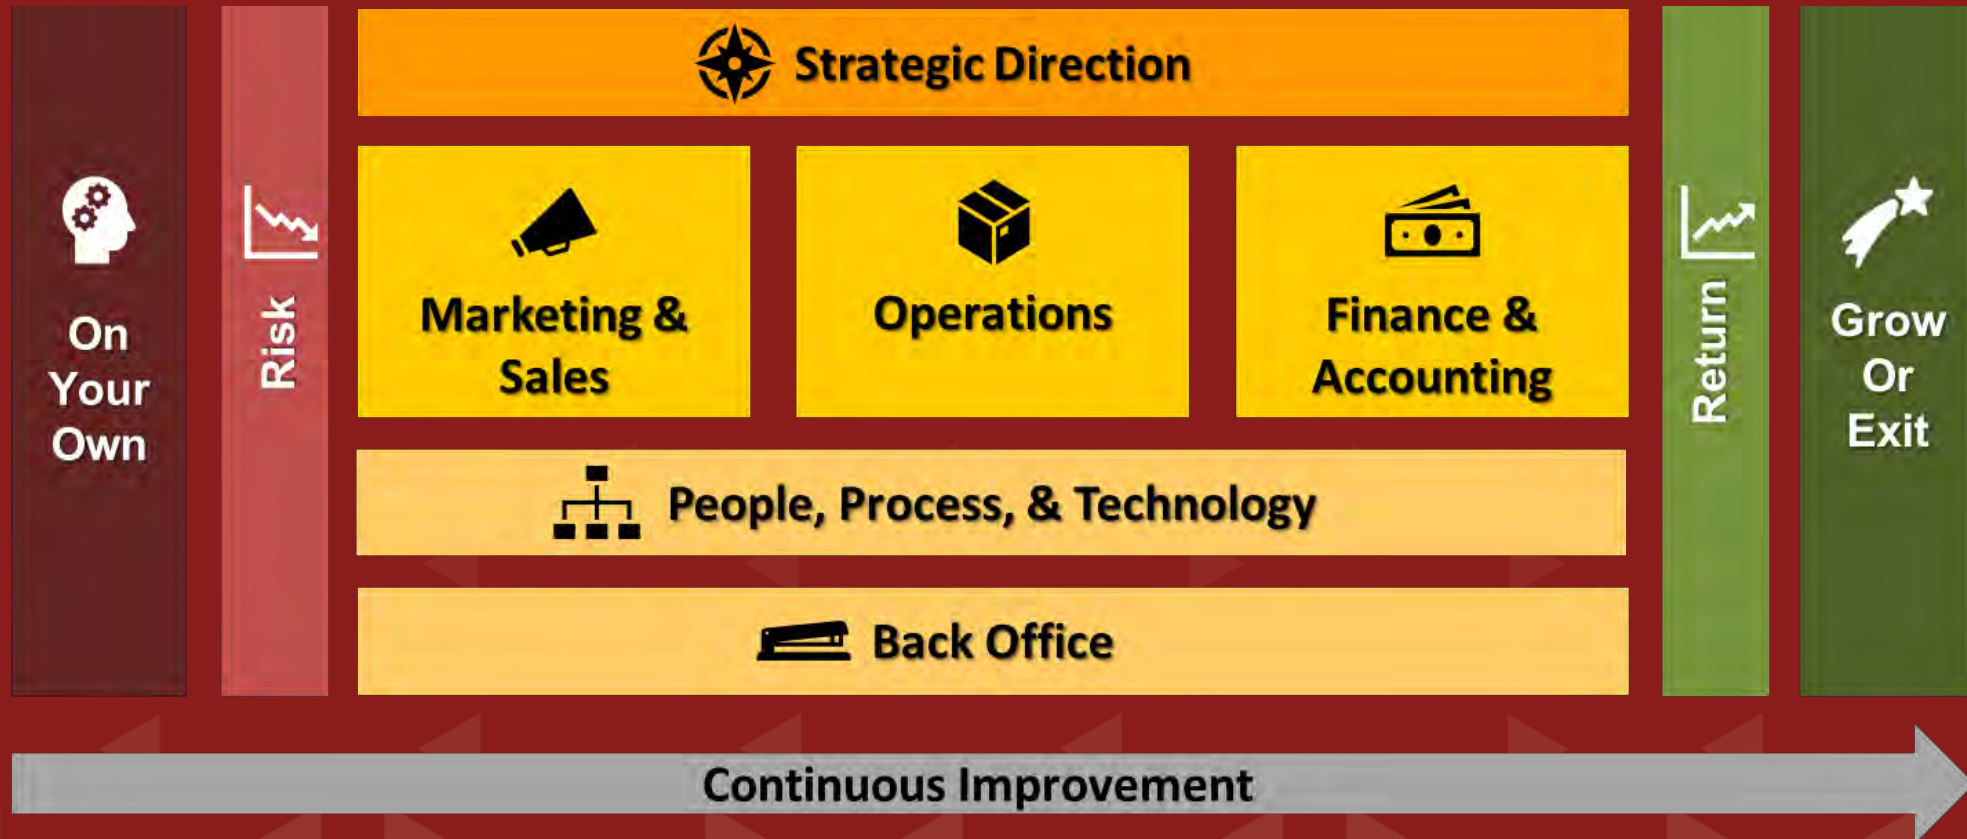 On
Your
Own
Risk
Strategic Direction
Marketing &
Sales
Operations
Finance &
Accounting
People, Process, & Technology
Back Office
Return
Grow
Or
Exit
Continuous Improvement